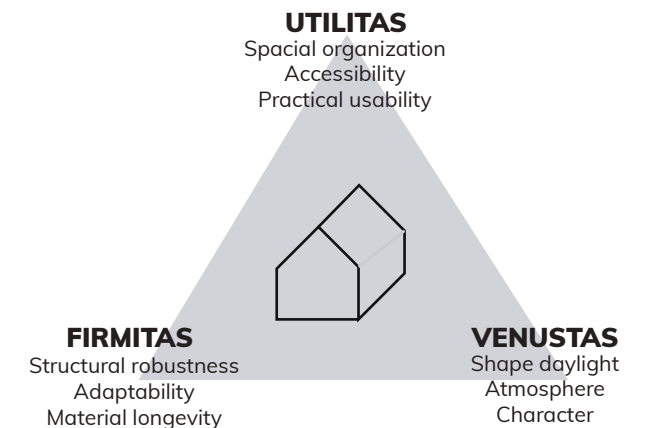 UTILITAS
Spacial organization
Accessibility
Practical usability
FIRMITAS
Structural robustness
Adaptability
Material longevity
VENUSTAS
Shape daylight
Atmosphere
Character